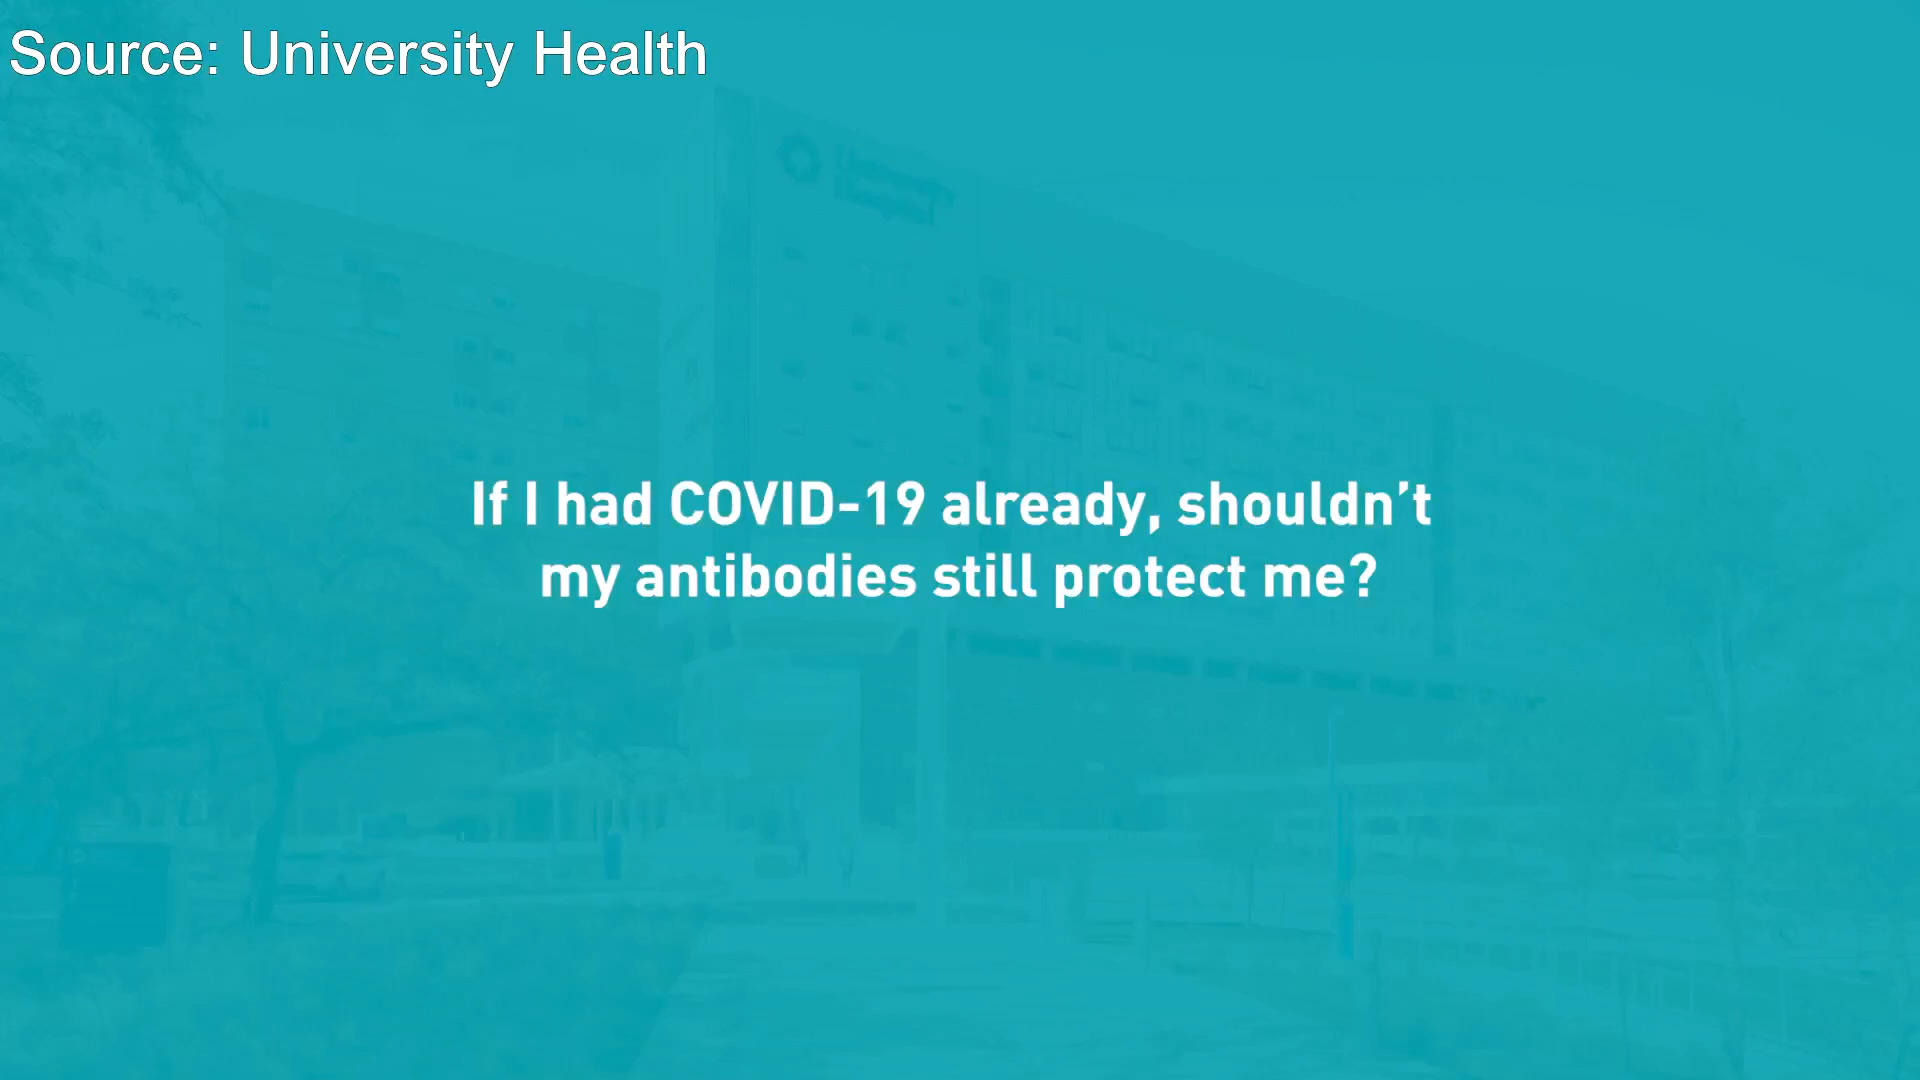 Source: University Health
If I had COVID-19 already, shouldn’t
my antibodies still protect me?